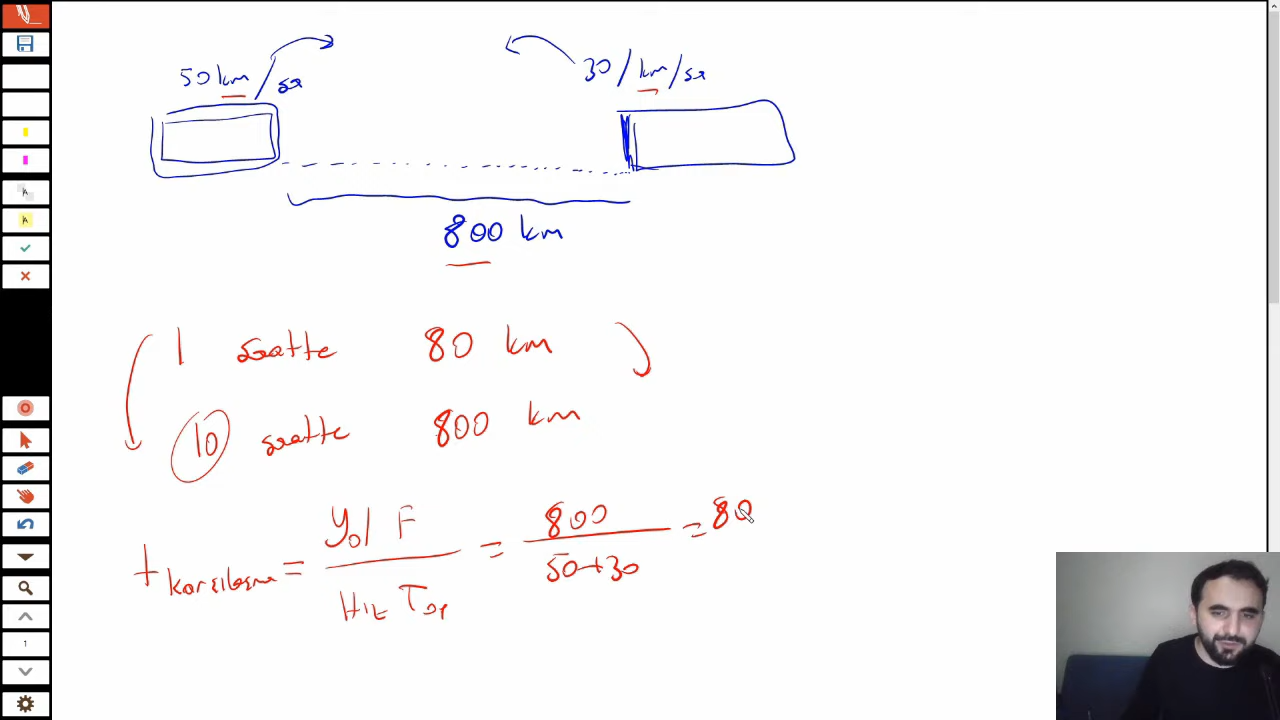 50 km/sa
30/km/sa
800 km
1 saatte 80 km
10 saatte 800 km
t karşılaşma = Yol F / Hız Top = 800 / 50+30 = 80
1